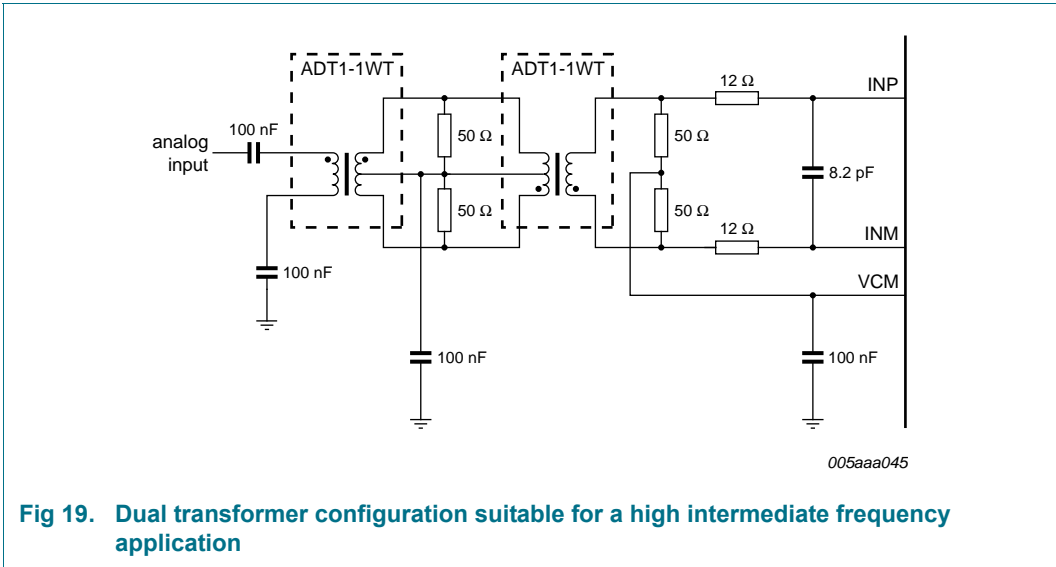 ADT1-1WT
ADT1-1WT
12 Ω
INP
100 nF
analog
input
50 Ω
50 Ω
8.2 pF
50 Ω
50 Ω
12 Ω
INM
100 nF
VCM
100 nF
100 nF
005aaa045
Fig 19. Dual transformer configuration suitable for a high intermediate frequency
application